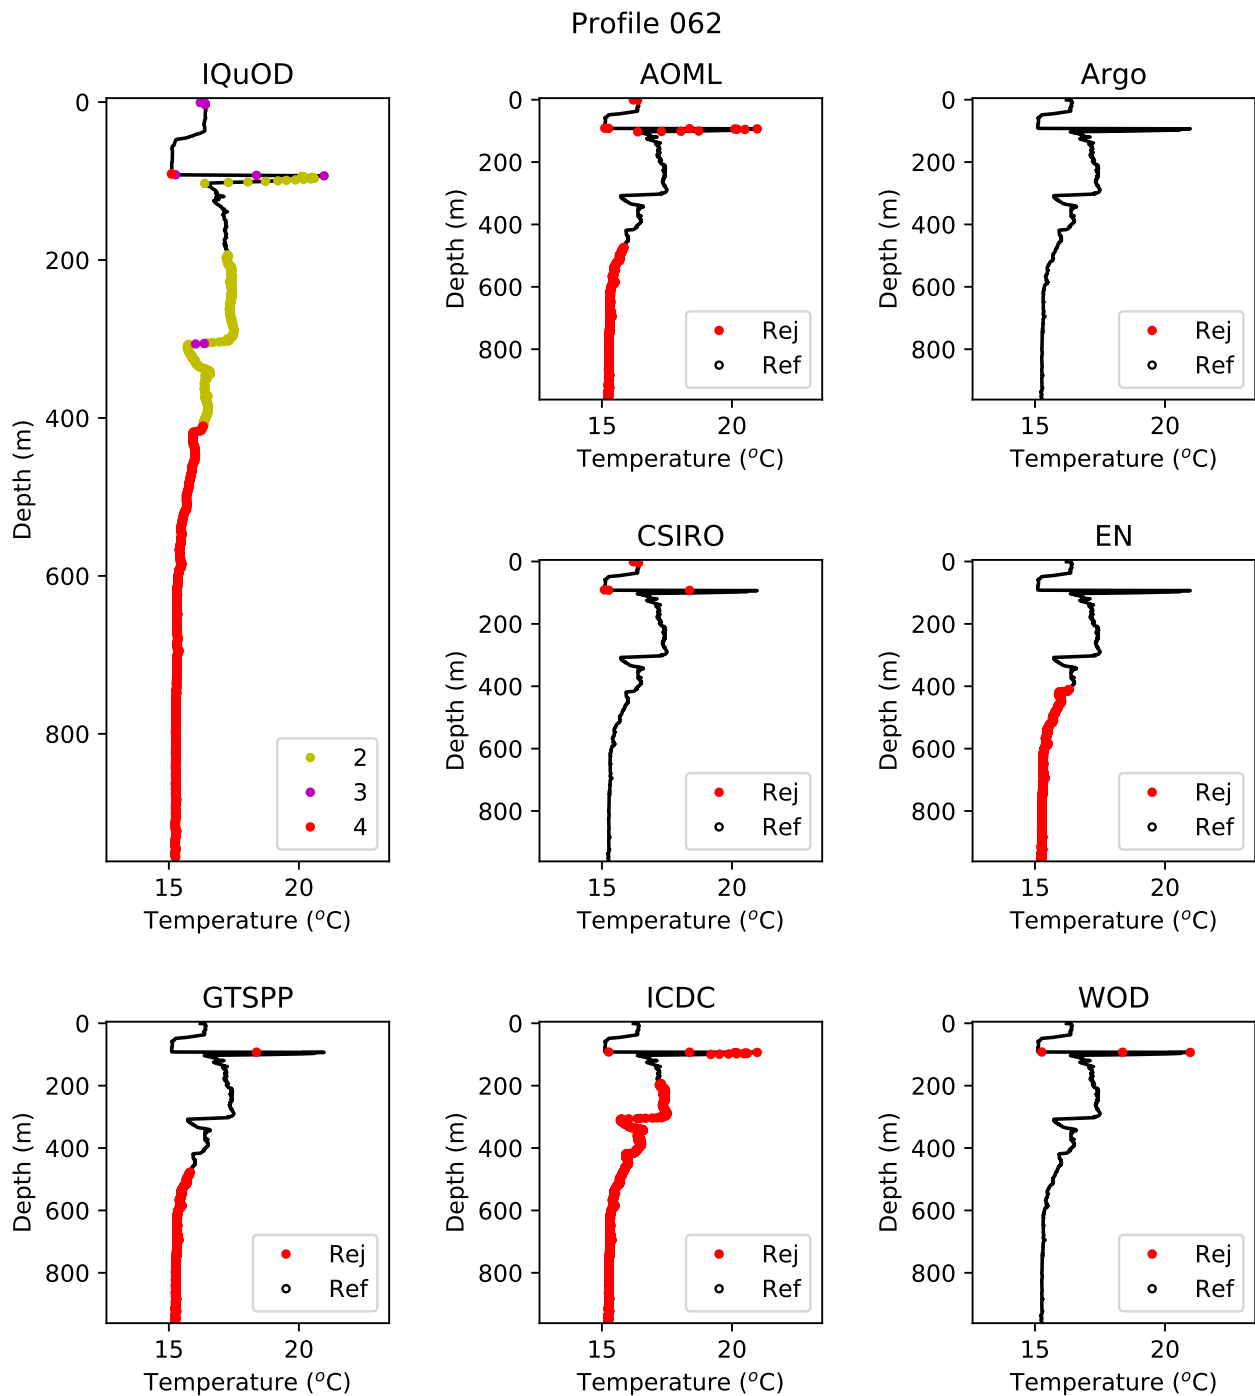 Profile 062
IQuOD
0
200
400
600
800
Depth (m)
15 20
Temperature (°C)
2
3
4
AOML
0
200
400
600
800
Depth (m)
15 20
Temperature (°C)
Rej
Ref
Argo
0
200
400
600
800
Depth (m)
15 20
Temperature (°C)
Rej
Ref
CSIRO
0
200
400
600
800
Depth (m)
15 20
Temperature (°C)
Rej
Ref
EN
0
200
400
600
800
Depth (m)
15 20
Temperature (°C)
Rej
Ref
GTSPP
0
200
400
600
800
Depth (m)
15 20
Temperature (°C)
Rej
Ref
ICDC
0
200
400
600
800
Depth (m)
15 20
Temperature (°C)
Rej
Ref
WOD
0
200
400
600
800
Depth (m)
15 20
Temperature (°C)
Rej
Ref